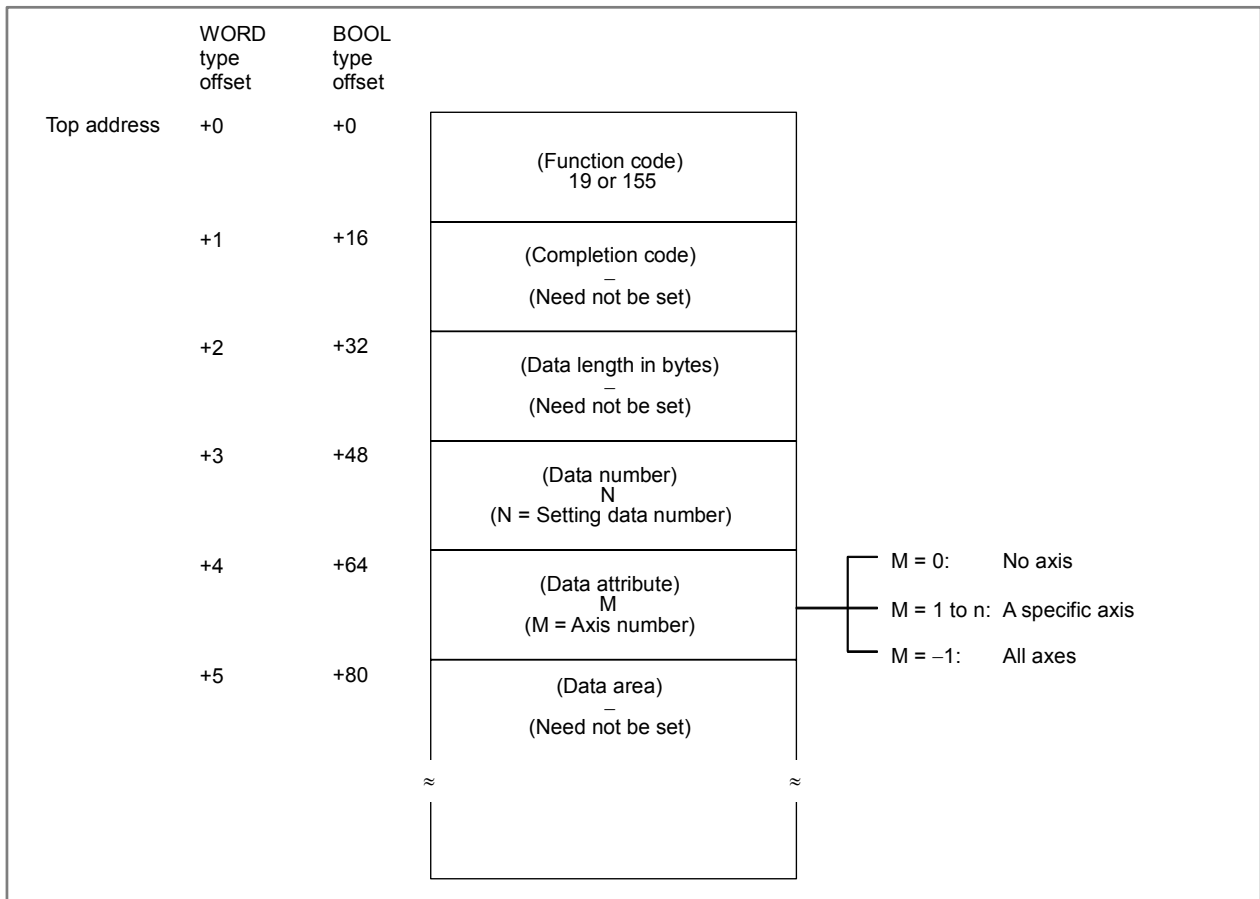 WORD BOOL
type type
offset offset
Top address +0 +0
(Function code)
19 or 155
+1 +16
(Completion code)
–
(Need not be set)
+2 +32
(Data length in bytes)
–
(Need not be set)
+3 +48
(Data number)
N
(N = Setting data number)
+4 +64
(Data attribute)
M
(M = Axis number)
M = 0: No axis
M = 1 to n: A specific axis
M = –1: All axes
+5 +80
(Data area)
–
(Need not be set)
≈ ≈